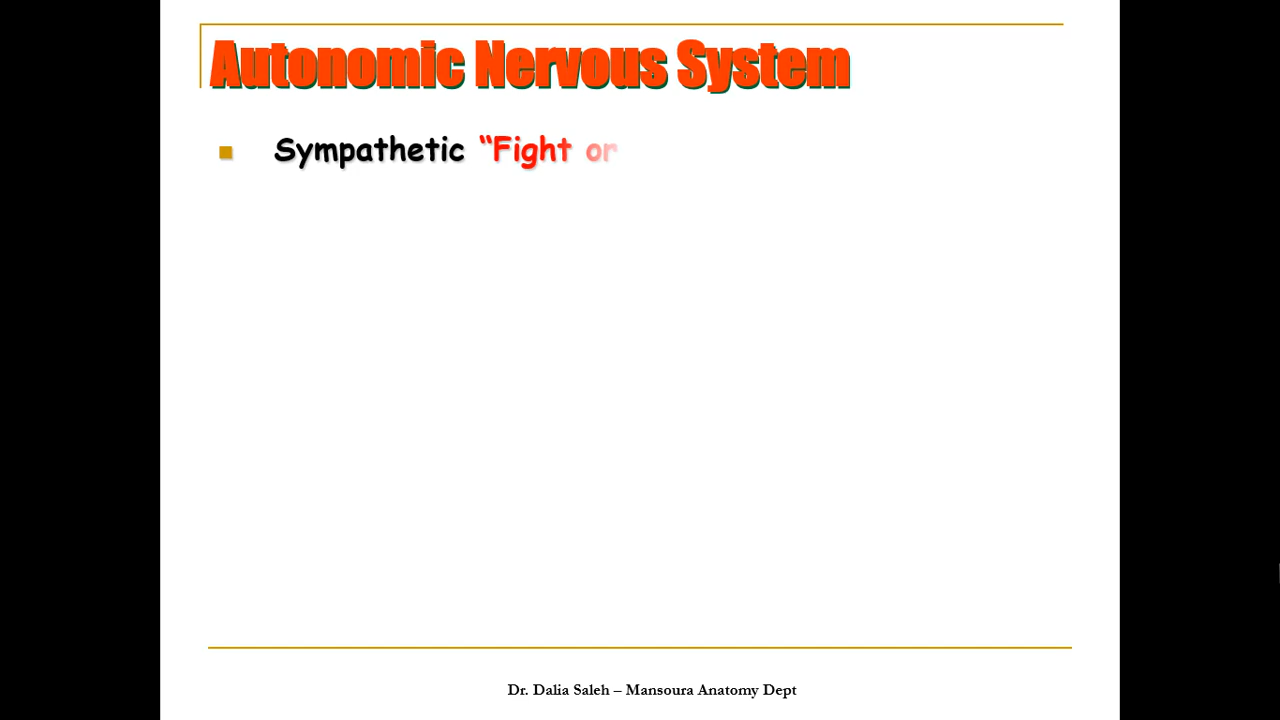 Autonomic Nervous System
Sympathetic “Fight or
Dr. Dalia Saleh – Mansoura Anatomy Dept